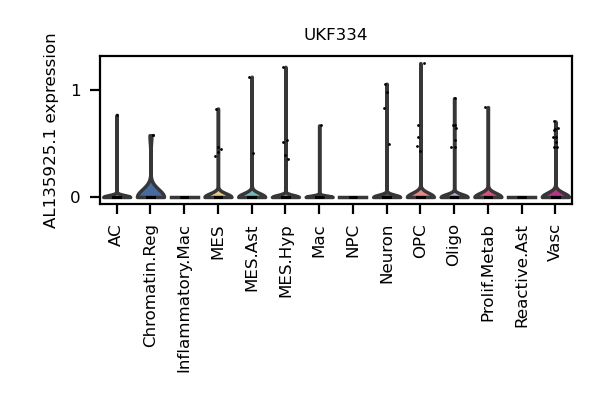 UKF334
AL135925.1 expression
1
0
AC
Chromatin.Reg
Inflammatory.Mac
MES
MES.Ast
MES.Hyp
Mac
NPC
Neuron
OPC
Oligo
Prolif.Metab
Reactive.Ast
Vasc